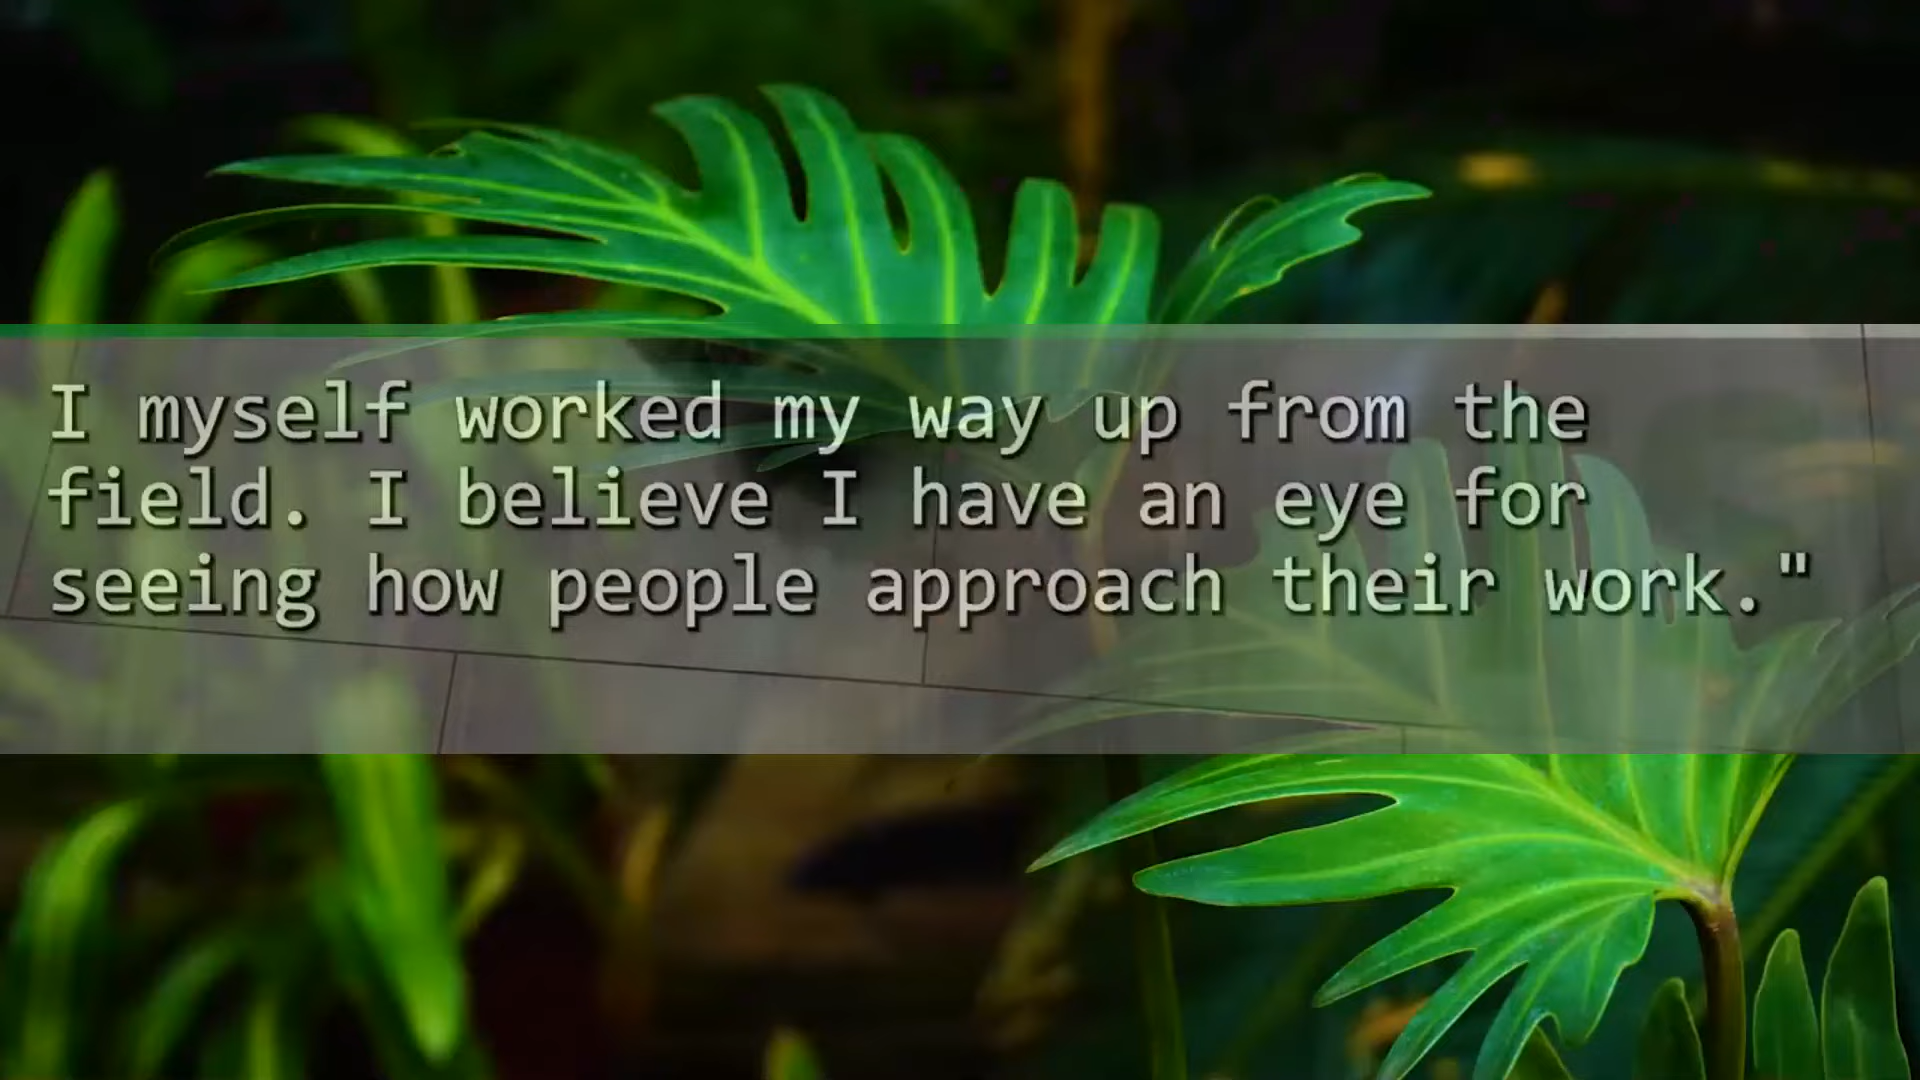 I myself worked my way up from the
field. I believe I have an eye for
seeing how people approach their work."